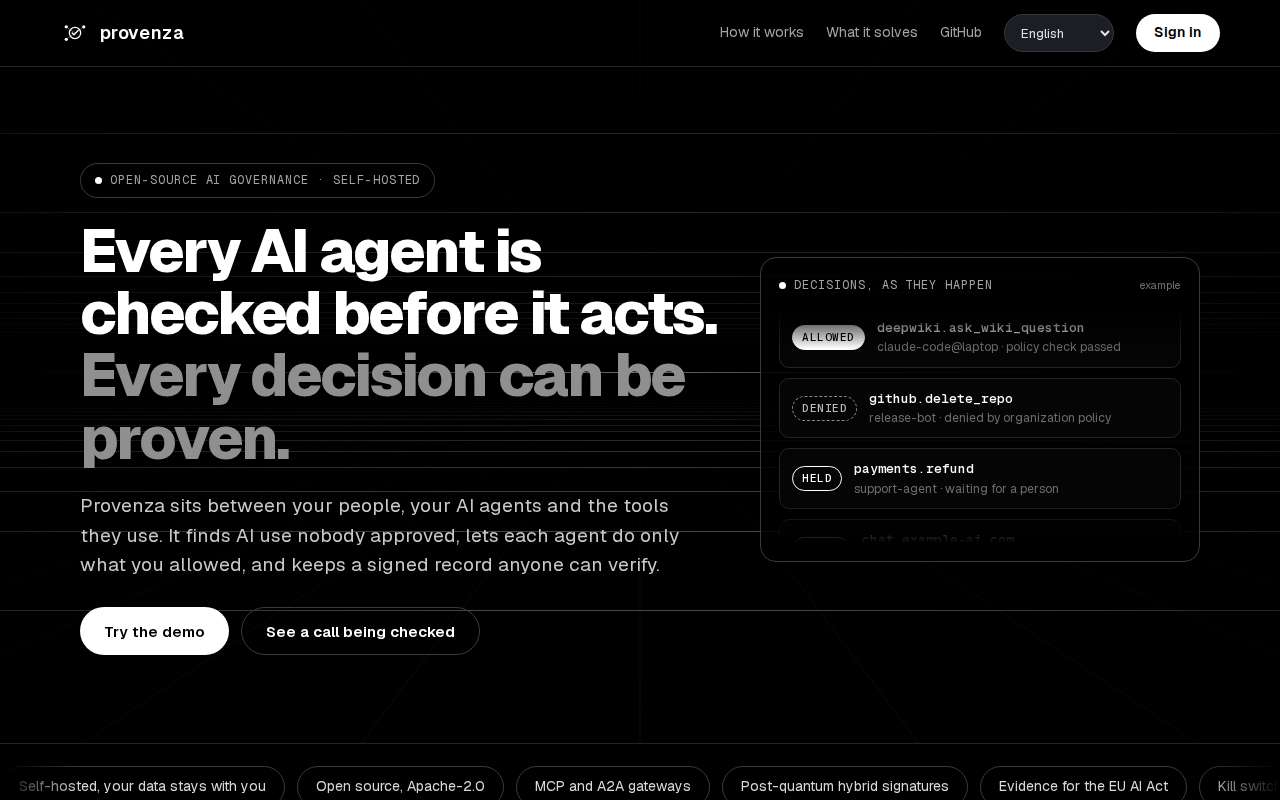 provenza
How it works
What it solves
GitHub
English
Sign in
OPEN-SOURCE AI GOVERNANCE · SELF-HOSTED
Every AI agent is
checked before it acts.
Every decision can be
proven.
Provenza sits between your people, your AI agents and the tools
they use. It finds AI use nobody approved, lets each agent do only
what you allowed, and keeps a signed record anyone can verify.
Try the demo
See a call being checked
DECISIONS, AS THEY HAPPEN
example
ALLOWED
deepwiki.ask_wiki_question
claude-code@laptop · policy check passed
DENIED
github.delete_repo
release-bot · denied by organization policy
HELD
payments.refund
support-agent · waiting for a person
chat.example-ai.com
Self-hosted, your data stays with you
Open source, Apache-2.0
MCP and A2A gateways
Post-quantum hybrid signatures
Evidence for the EU AI Act
Kill